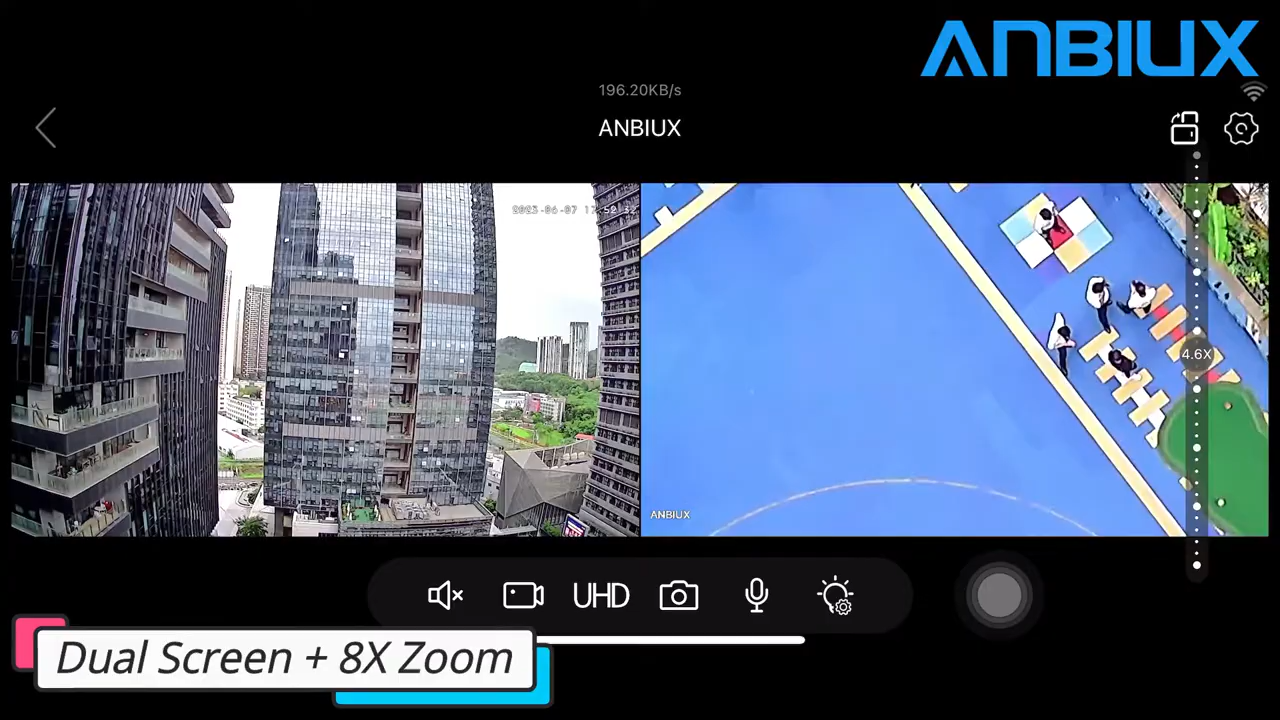 ANBIUX
196.20KB/s
ANBIUX
4.6X
ANBIUX
UHD
Dual Screen + 8X Zoom